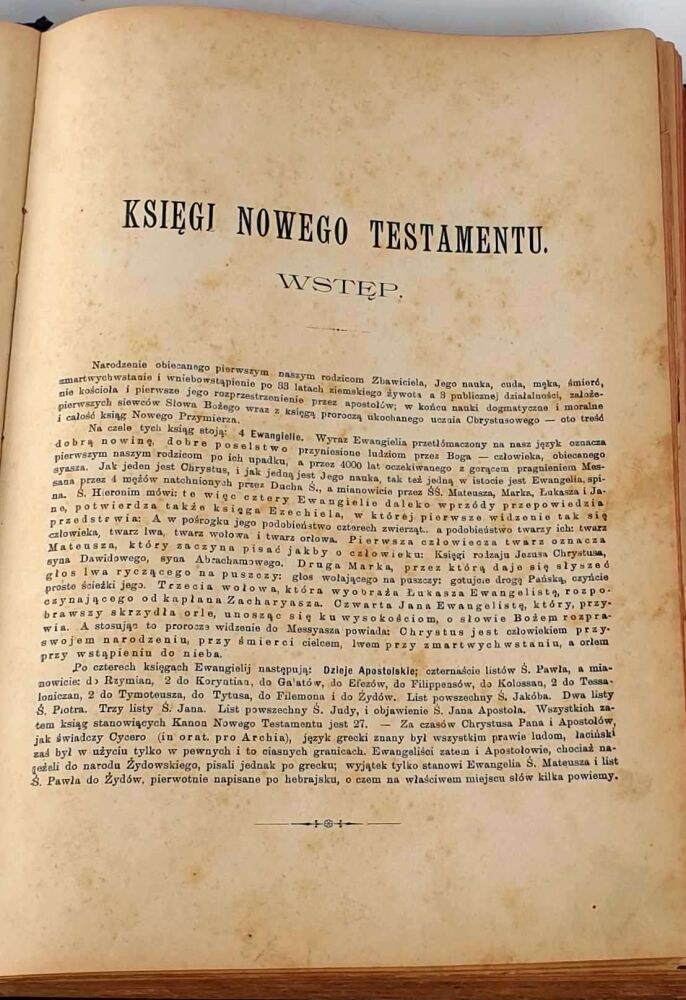 KSIĘGI NOWEGO TESTAMENTU.
WSTĘP.
Narodzenie obiecanego pierwszym naszym rodzicom Zbawiciela, Jego nauka, cuda, męka, śmierć,
zmartwychwstanie i wniebowstąpienie po 33 latach ziemskiego żywota a 3 publicznej działalności, założe-
nie kościoła i pierwsze jego rozprzestrzenienie przez apostołów; w końcu nauki dogmatyczne i moralne
pierwszych siewców Słowa Bożego wraz z księgą proroczą ukochanego ucznia Chrystusowego — oto treść
i całość ksiąg Nowego Przymierza.
Na czele tych ksiąg stoją: 4 Ewangielie. Wyraz Ewangielia przetłómaczony na nasz język oznacza
dobrą nowinę, dobre poselstwo przyniesione ludziom przez Boga — człowieka, obiecanego
pierwszym naszym rodzicom po ich upadku, a przez 4000 lat oczekiwanego z gorącem pragnieniem Mes-
syasza. Jak jeden jest Chrystus, i jak jedną jest Jego nauka, tak też jedną w istocie jest Ewangelia, spi-
sana przez 4 mężów natchnionych przez Ducha Ś., a mianowicie przez ŚŚ. Mateusza, Marka, Łukasza i Ja-
na. Ś. Hieronim mówi: te więc cztery Ewangielie daleko wprzódy przepowiedzia
ne, potwierdza także księga Ezechiela, w której pierwsze widzenie tak się
przedstawia: A w pośrogku jego podobieństwo czterech zwierząt.. a podobieństwo twarzy ich: twarz
człowieka, twarz lwa, twarz wołowa i twarz orłowa. Pierwsza człowiecza twarz oznacza
Mateusza, który zaczyna pisać jakby o człowieku: Księgi rodzaju Jezusa Chrystusa,
syna Dawidowego, syna Abrachamowego. Druga Marka, przez którą daje się słyszeć
głos lwa ryczącego na puszczy: głos wołającego na puszczy: gotujcie drogę Pańską, czyńcie
proste ścieżki jego. Trzecia wołowa, która wyobraża Łukasza Ewangelistę, rozpo-
czynającego od kapłana Zacharyasza. Czwarta Jana Ewangelistę, który, przy-
brawszy skrzydła orle, unosząc się ku wysokościom, o słowie Bożem rozpra-
wia. A stosując to prorocze widzenie do Messyasza powiada: Chrystus jest człowiekiem przy-
swojem narodzeniu, przy śmierci cielcem, lwem przy zmartwychwstaniu, a orłem
przy wstąpieniu do nieba.
Po czterech księgach Ewangielij następują: Dzieje Apostolskie; czternaście listów Ś. Pawła, a mia-
nowicie: do Rzymian, 2 do Koryntian, do Galatów, do Efezów, do Filippensów, do Kolossan, 2 do Tessa-
loniczan, 2 do Tymoteusza, do Tytusa, do Filemona i do Żydów. List powszechny Ś. Jakóba. Dwa listy
Ś. Piotra. Trzy listy Ś. Jana. List powszechny Ś. Judy, i objawienie Ś. Jana Apostoła. Wszystkich za-
tem ksiąg stanowiących Kanon Nowego Testamentu jest 27. — Za czasów Chrystusa Pana i Apostołów,
jak świadczy Cycero (in orat. pro Archia), język grecki znany był wszystkim prawie ludom, łaciński
zaś był w użyciu tylko w pewnych i to ciasnych granicach. Ewangeliści zatem i Apostołowie, chociaż na-
leżeli do narodu Żydowskiego, pisali jednak po grecku; wyjątek tylko stanowi Ewangelia Ś. Mateusza i list
Ś. Pawła do Żydów, pierwotnie napisane po hebrajsku, o czem na właściwem miejscu słów kilka powiemy.